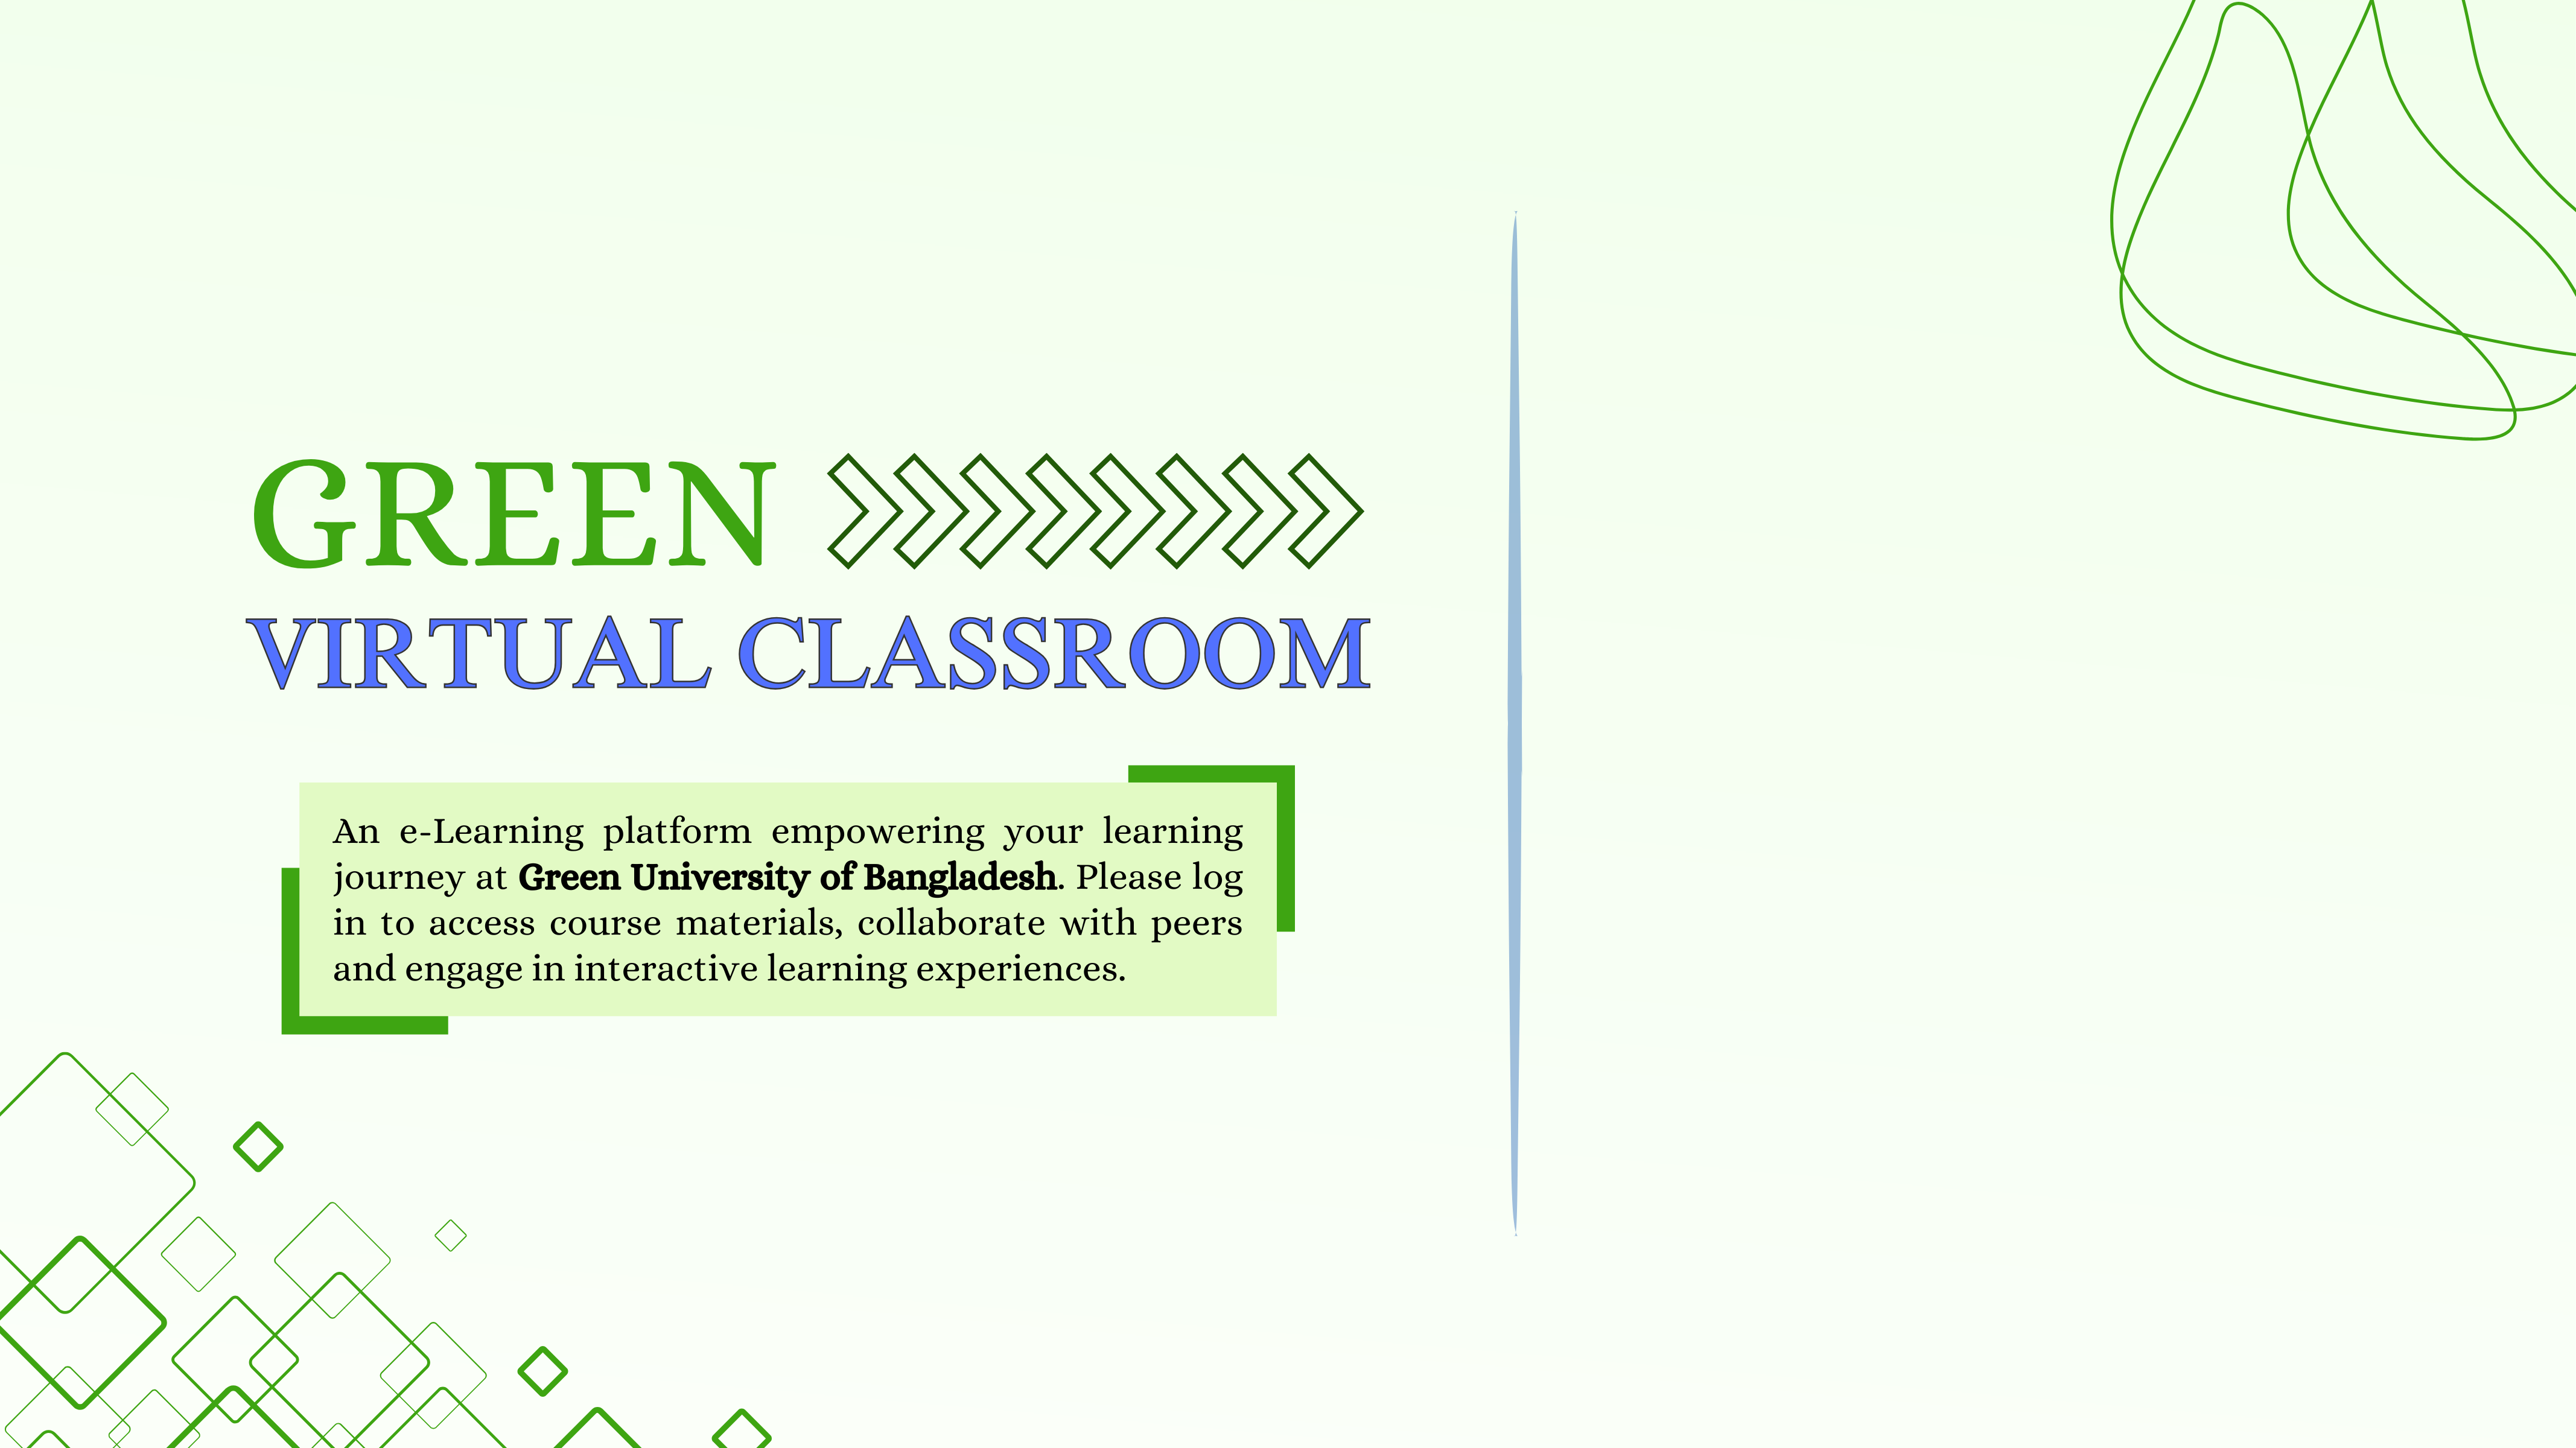 GREEN
VIRTUAL CLASSROOM
An e-Learning platform empowering your learning
journey at Green University of Bangladesh. Please log
in to access course materials, collaborate with peers
and engage in interactive learning experiences.